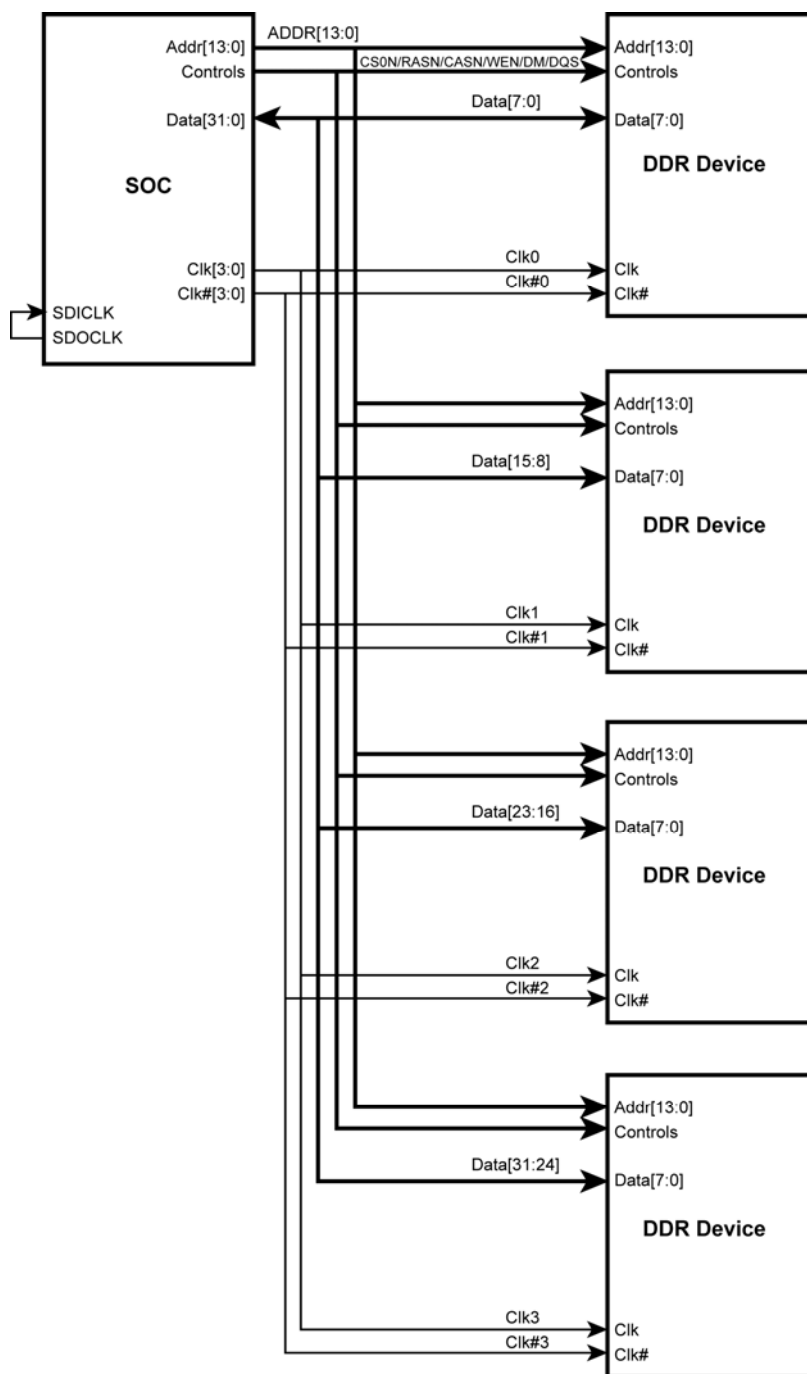 ADDR[13:0]
Addr[13:0]
Controls
Data[31:0]
SOC
Clk[3:0]
Clk#[3:0]
SDICLK
SDOCLK
CS0N/RASN/CASN/WEN/DM/DQS
Data[7:0]
Clk0
Clk#0
Addr[13:0]
Controls
Data[7:0]
DDR Device
Clk
Clk#
Data[15:8]
Clk1
Clk#1
Addr[13:0]
Controls
Data[7:0]
DDR Device
Clk
Clk#
Data[23:16]
Clk2
Clk#2
Addr[13:0]
Controls
Data[7:0]
DDR Device
Clk
Clk#
Data[31:24]
Clk3
Clk#3
Addr[13:0]
Controls
Data[7:0]
DDR Device
Clk
Clk#